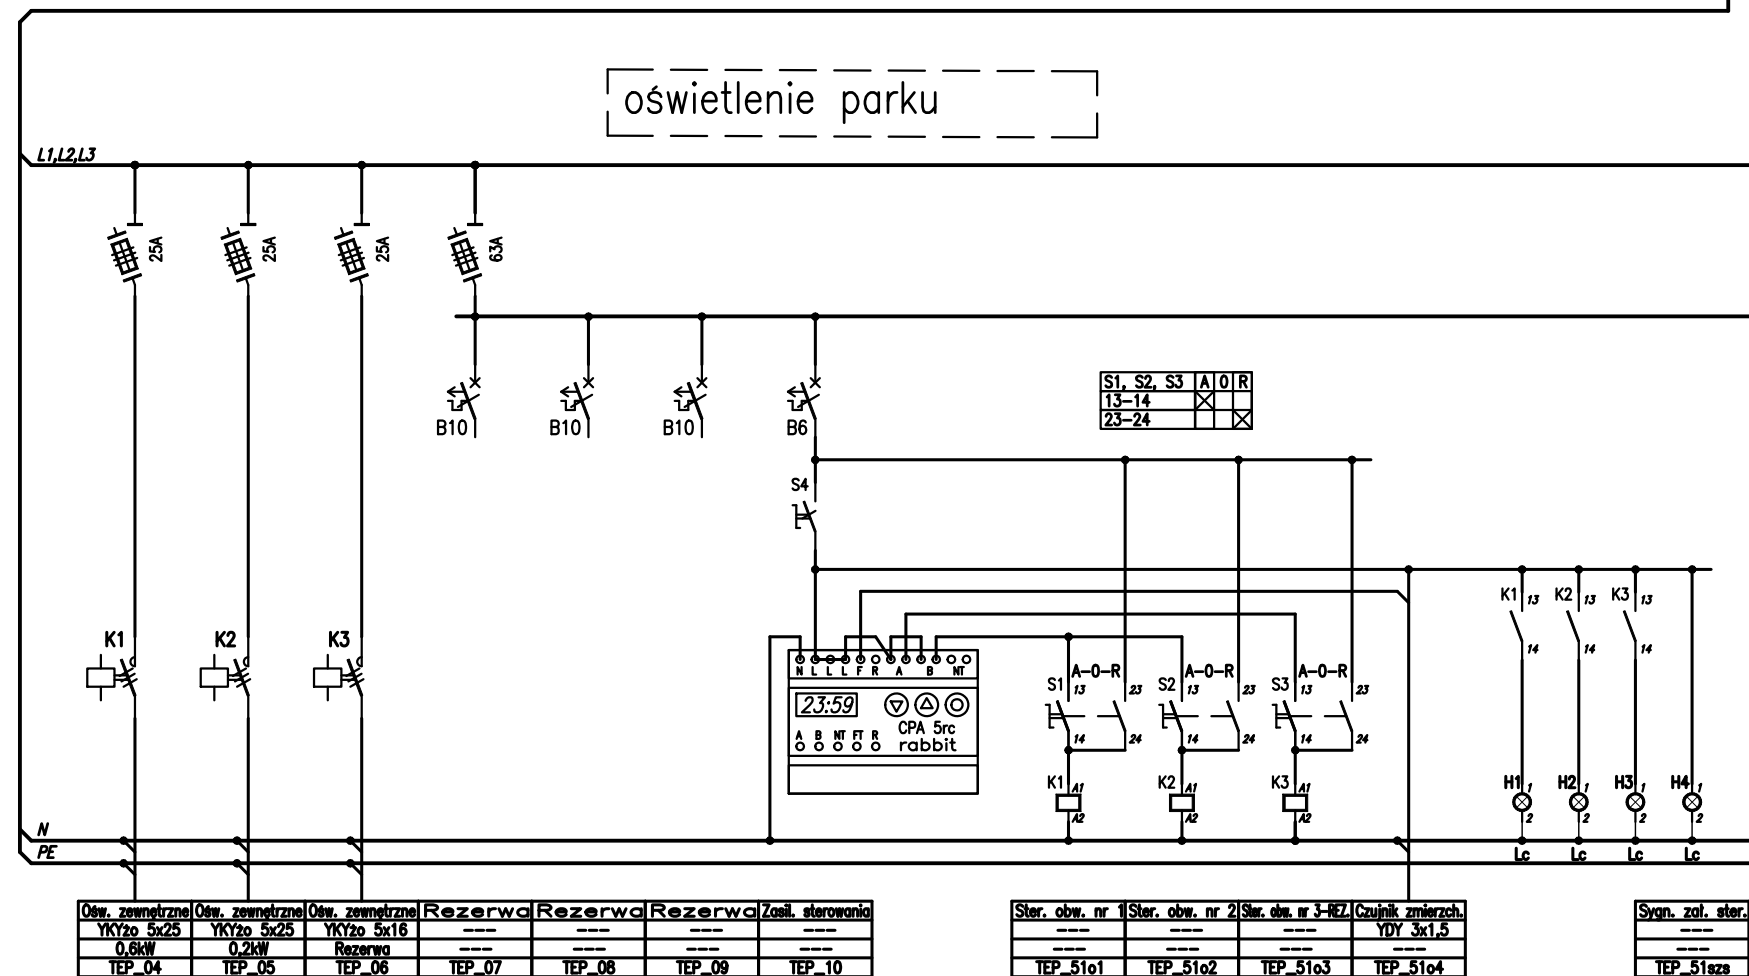 oświetlenie parku
L1,L2,L3
25A
25A
25A
63A
B10
B10
B10
B6
S1, S2, S3 A 0 R
13-14
23-24
S4
K1 K2 K3
K1 13 K2 13 K3 13
14 14 14
N L L L F R A B NT
23:59
CPA 5rc
A B NT FT R
rabbit
A-0-R A-0-R A-0-R
S1 13 23 S2 13 23 S3 13 23
14 24 14 24 14 24
K1 A1 K2 A1 K3 A1
A2 A2 A2
H1 1 H2 1 H3 1 H4 1
2 2 2 2
N
PE
Lc Lc Lc Lc
Ośw. zewnętrzne Ośw. zewnętrzne Ośw. zewnętrzne Rezerwa Rezerwa Rezerwa Zasil. sterowania
YKYżo 5x25 YKYżo 5x25 YKYżo 5x16 --- --- --- ---
0,6kW 0,2kW Rezerwa --- --- --- ---
TEP_04 TEP_05 TEP_06 TEP_07 TEP_08 TEP_09 TEP_10
Ster. obw. nr 1 Ster. obw. nr 2 Ster. obw. nr 3-REZ. Czujnik zmierzch.
--- --- --- YDY 3x1,5
--- --- --- ---
TEP_51o1 TEP_51o2 TEP_51o3 TEP_51o4
Sygn. zał. ster.
---
---
TEP_51szs